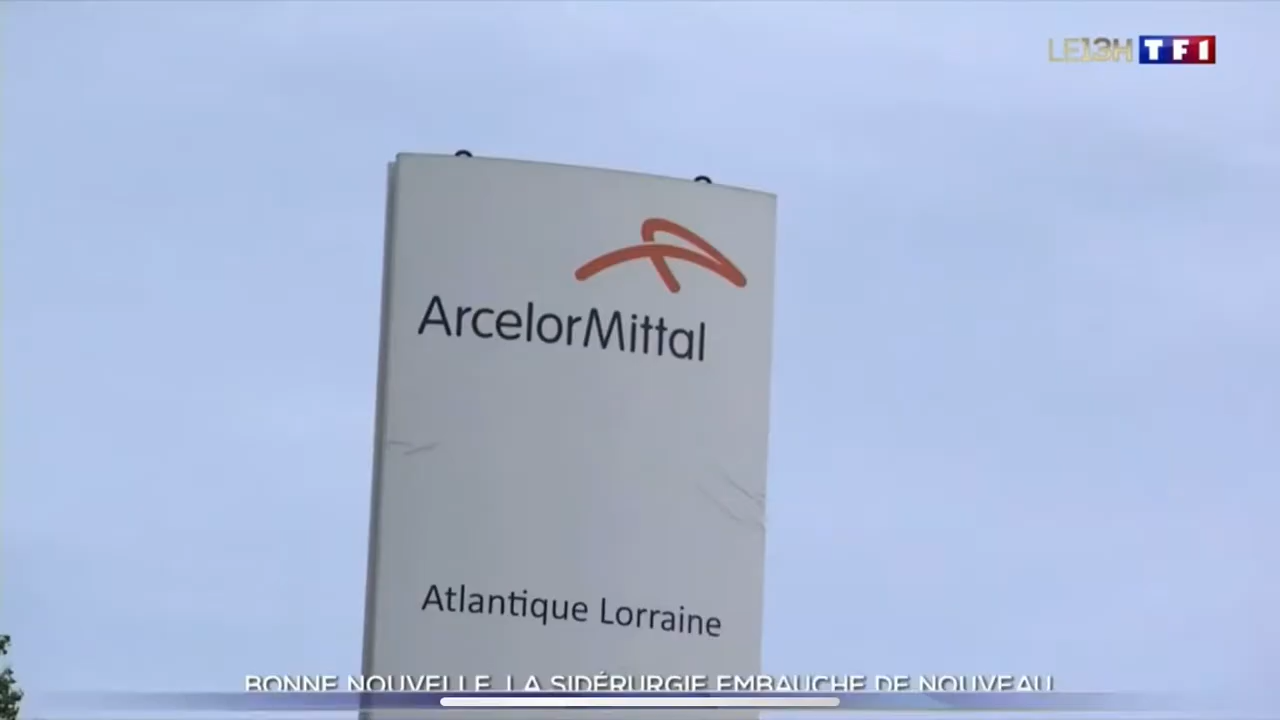 LE13H TF1
ArcelorMittal
Atlantique Lorraine
BONNE NOUVELLE, LA SIDÉRURGIE EMBAUCHE DE NOUVEAU